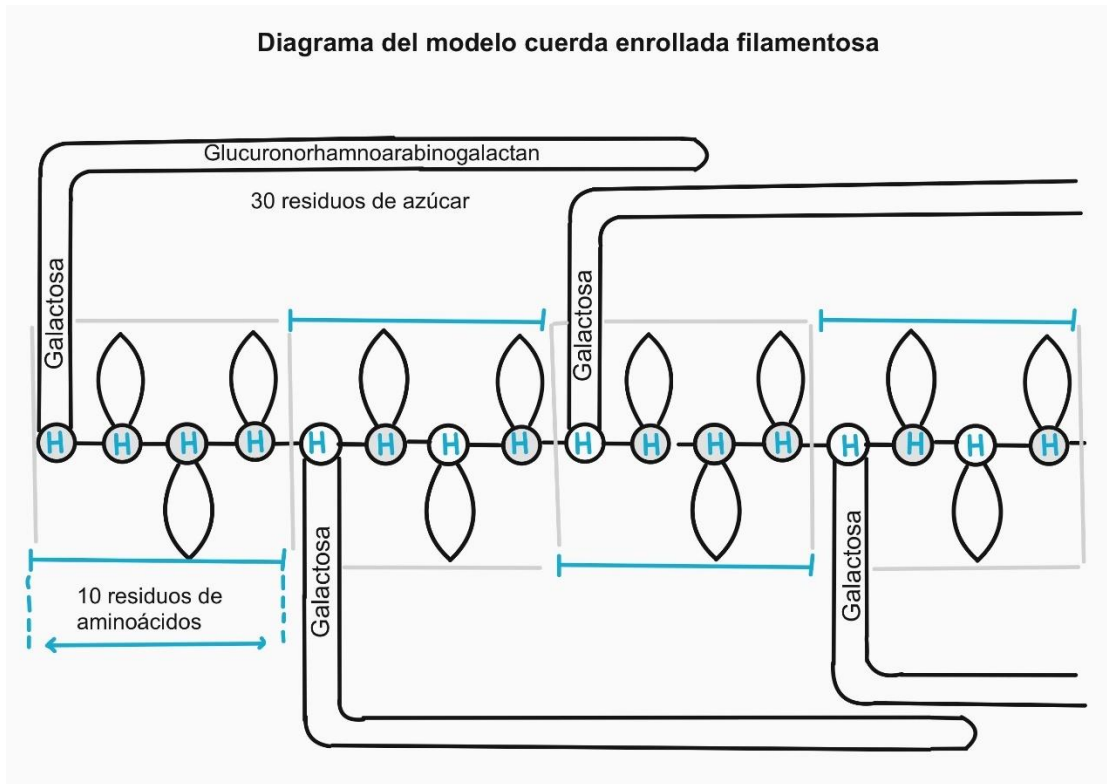 Diagrama del modelo cuerda enrollada filamentosa
Glucuronorhamnoarabinogalactan
30 residuos de azúcar
Galactosa
Galactosa
H H H H H H H H H H H H H H H H
10 residuos de
aminoácidos
Galactosa
Galactosa